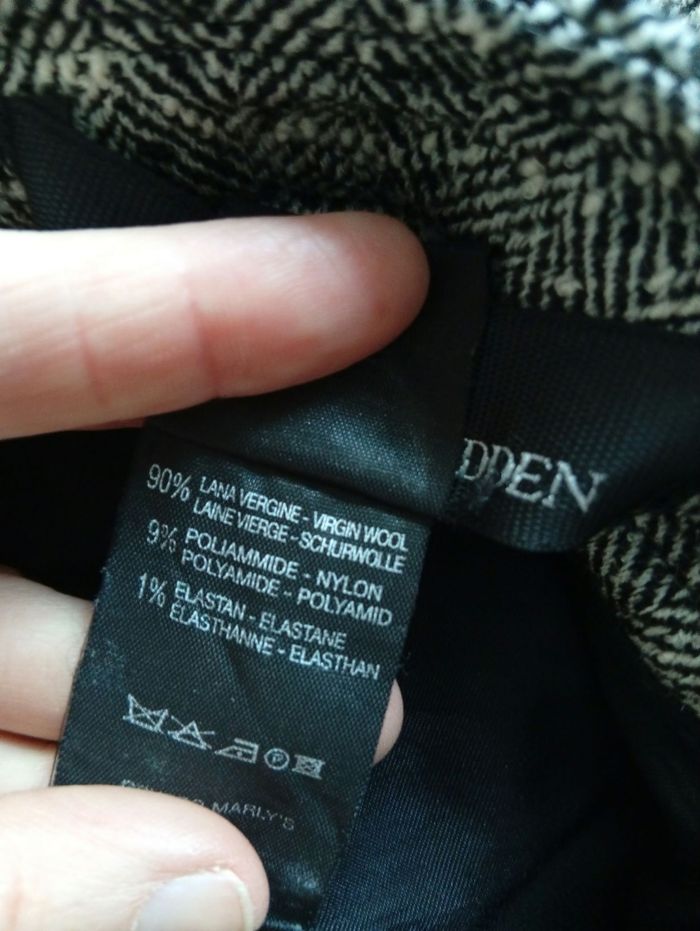 DDEN
90% LANA VERGINE - VIRGIN WOOL
LAINE VIERGE - SCHURWOLLE
9% POLIAMMIDE - NYLON
POLYAMIDE - POLYAMID
1% ELASTAN - ELASTANE
ÉLASTHANNE - ELASTHAN
P
MARLY'S